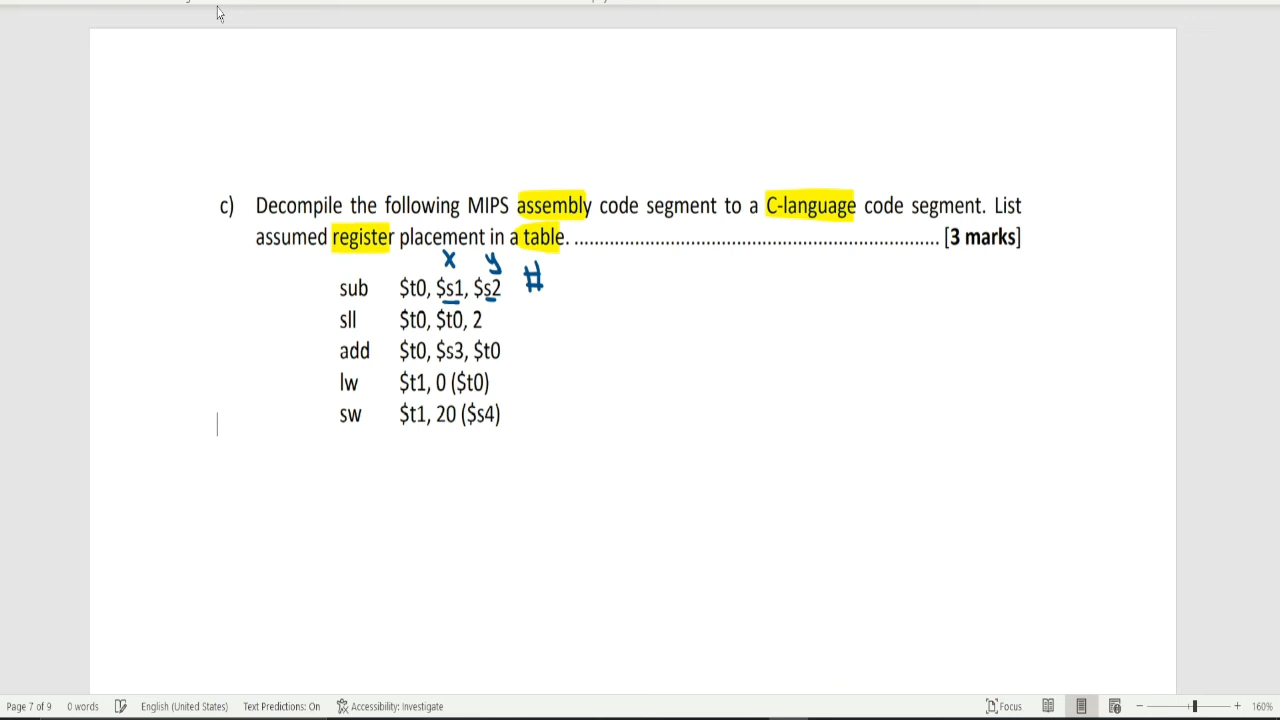 c) Decompile the following MIPS assembly code segment to a C-language code segment. List
assumed register placement in a table. ........................................................................ [3 marks]
x y #
sub $t0, $s1, $s2
sll $t0, $t0, 2
add $t0, $s3, $t0
lw $t1, 0 ($t0)
sw $t1, 20 ($s4)
Page 7 of 9 0 words English (United States) Text Predictions: On Accessibility: Investigate Focus 160%